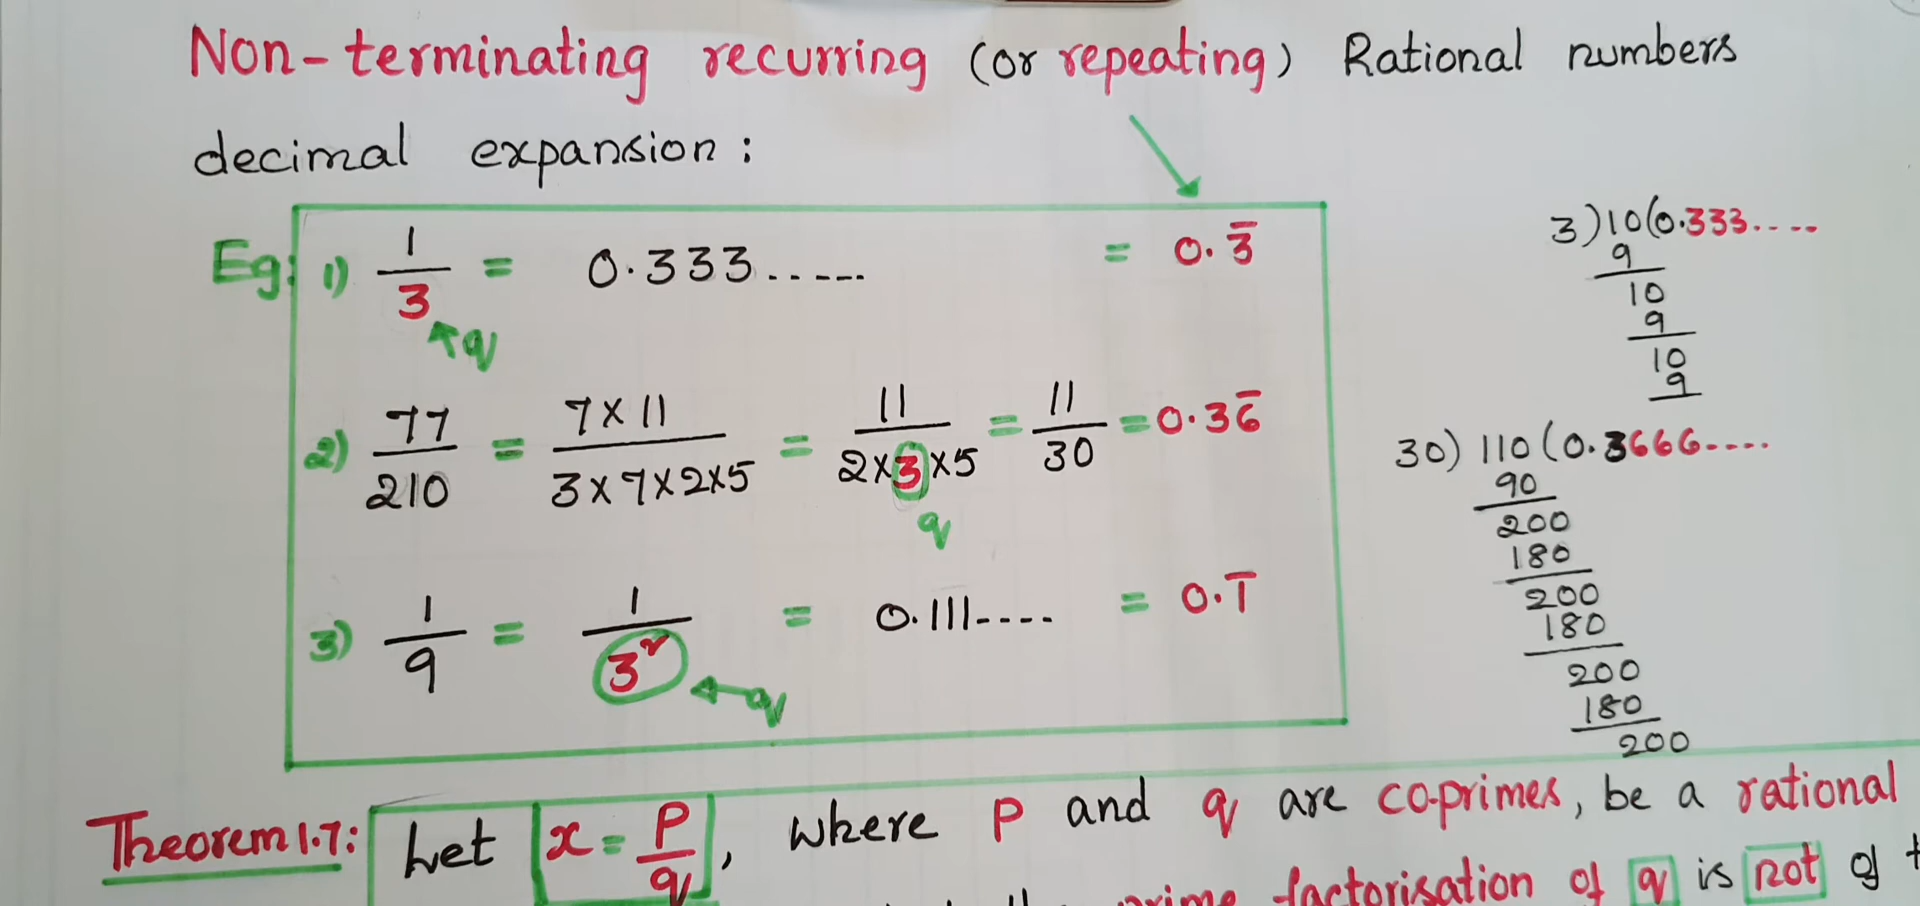 Non-terminating recurring (or repeating) Rational numbers
decimal expansion :
Eg: 1) 1/3 = 0.333..... = 0.3̅
q
2) 77/210 = 7×11/3×7×2×5 = 11/2×3×5 = 11/30 = 0.36̅
q
3) 1/9 = 1/3² = 0.111.... = 0.1̅
q
3)10(0.333....
9
10
9
10
9
30)110(0.3666....
90
200
180
200
180
200
180
200
Theorem 1.7: Let x = p/q, where p and q are co-primes, be a rational
prime factorisation of q is not of